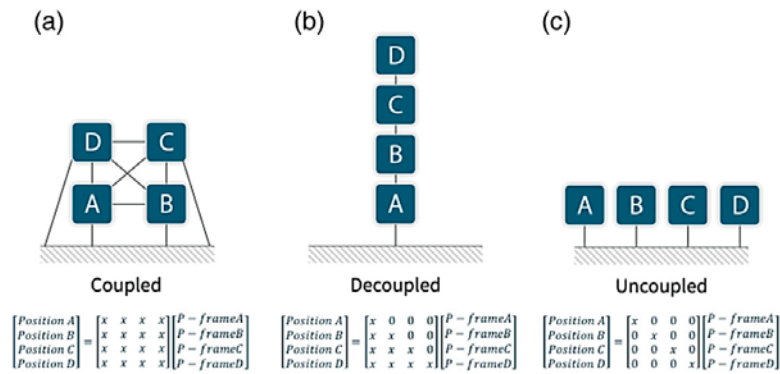 (a)
(b)
(c)
D
C
A
B
D
C
B
A
A
B
C
D
Coupled
Decoupled
Uncoupled
[Position A] [x x x x] [P − frameA]
[Position B] = [x x x x] [P − frameB]
[Position C] [x x x x] [P − frameC]
[Position D] [x x x x] [P − frameD]
[Position A] [x 0 0 0] [P − frameA]
[Position B] = [x x 0 0] [P − frameB]
[Position C] [x x x 0] [P − frameC]
[Position D] [x x x x] [P − frameD]
[Position A] [x 0 0 0] [P − frameA]
[Position B] = [0 x 0 0] [P − frameB]
[Position C] [0 0 x 0] [P − frameC]
[Position D] [0 0 0 x] [P − frameD]